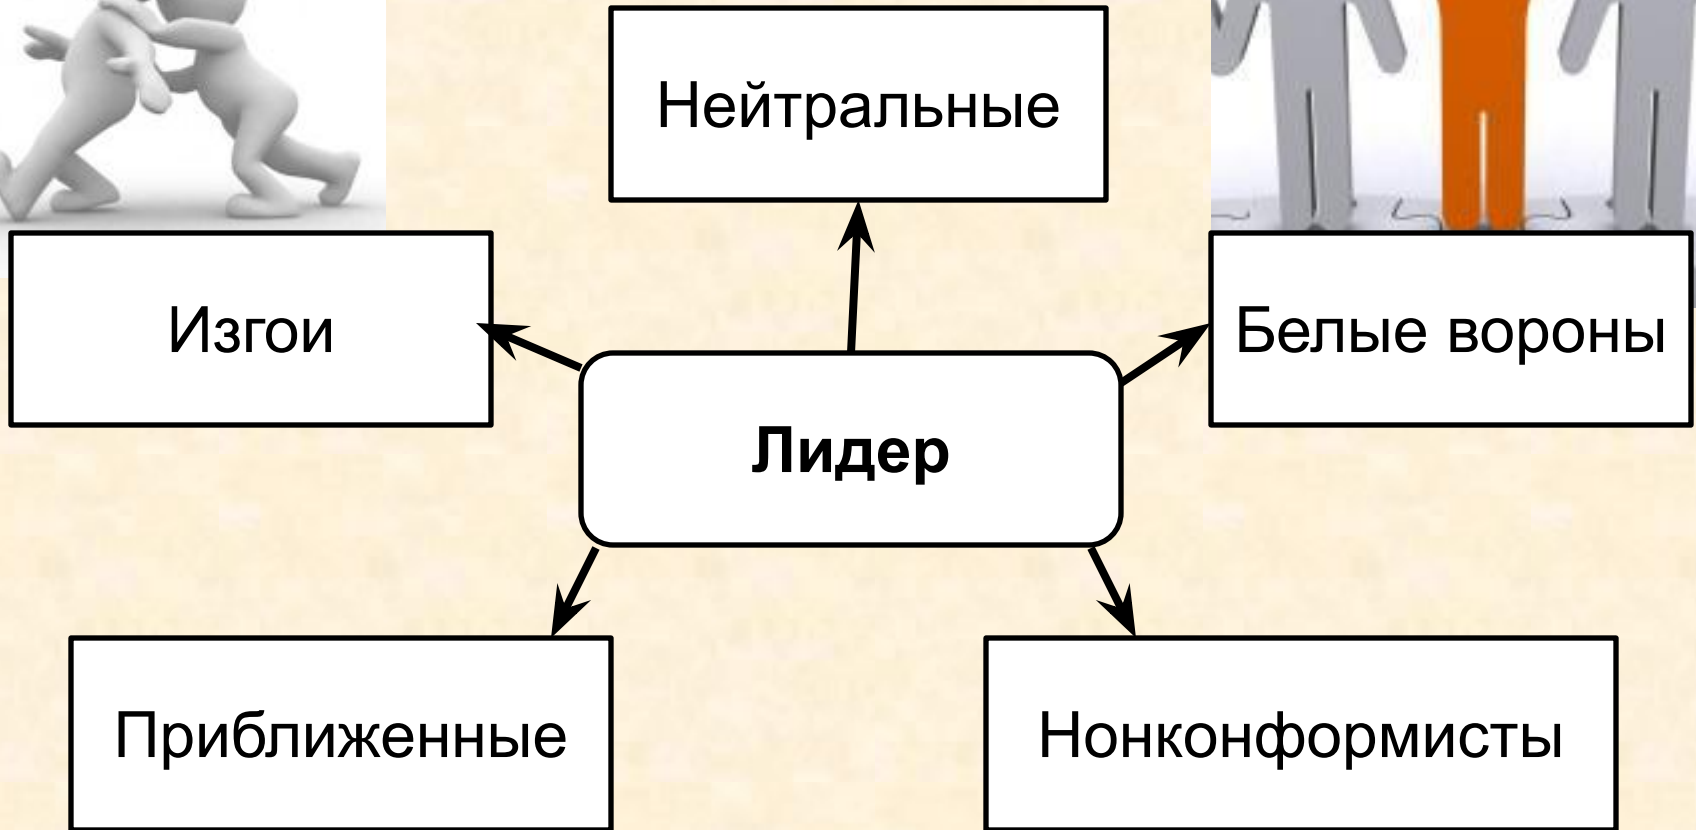 Нейтральные
Изгои
Белые вороны
Лидер
Приближенные
Нонконформисты